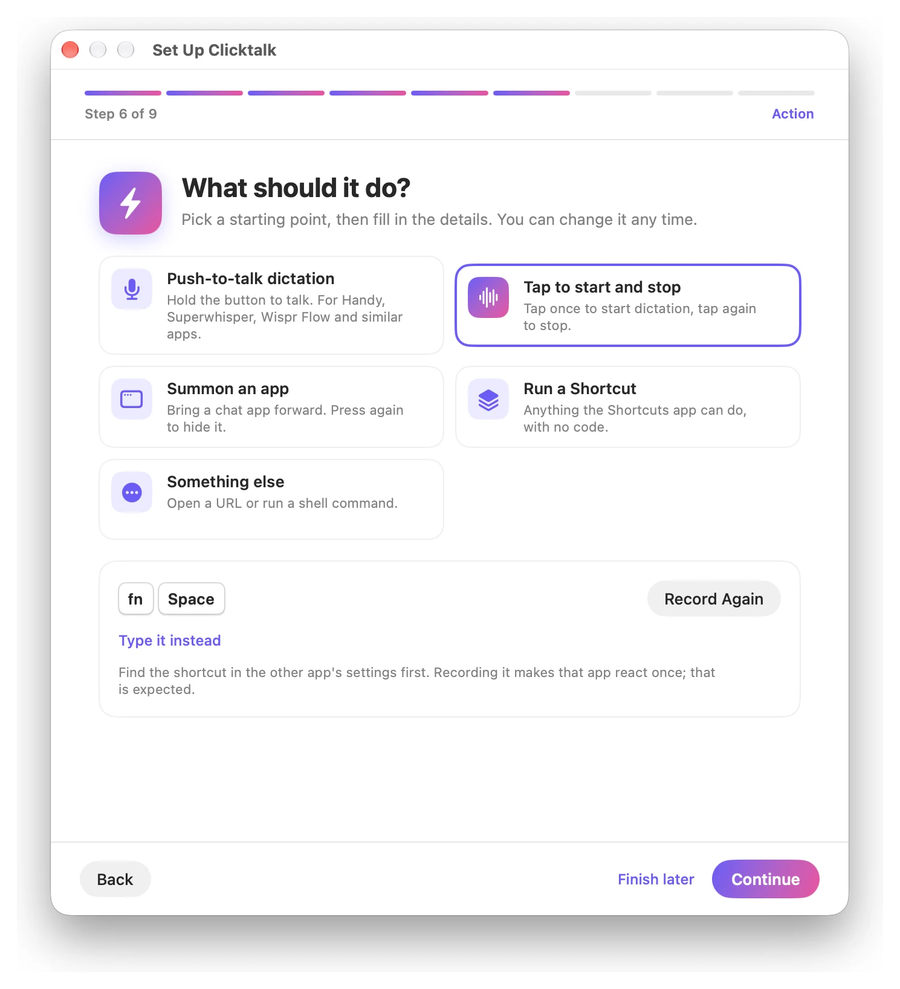 Set Up Clicktalk
Step 6 of 9
Action
What should it do?
Pick a starting point, then fill in the details. You can change it any time.
Push-to-talk dictation
Hold the button to talk. For Handy,
Superwhisper, Wispr Flow and similar
apps.
Tap to start and stop
Tap once to start dictation, tap again
to stop.
Summon an app
Bring a chat app forward. Press again
to hide it.
Run a Shortcut
Anything the Shortcuts app can do,
with no code.
Something else
Open a URL or run a shell command.
fn Space
Record Again
Type it instead
Find the shortcut in the other app's settings first. Recording it makes that app react once; that
is expected.
Back
Finish later
Continue